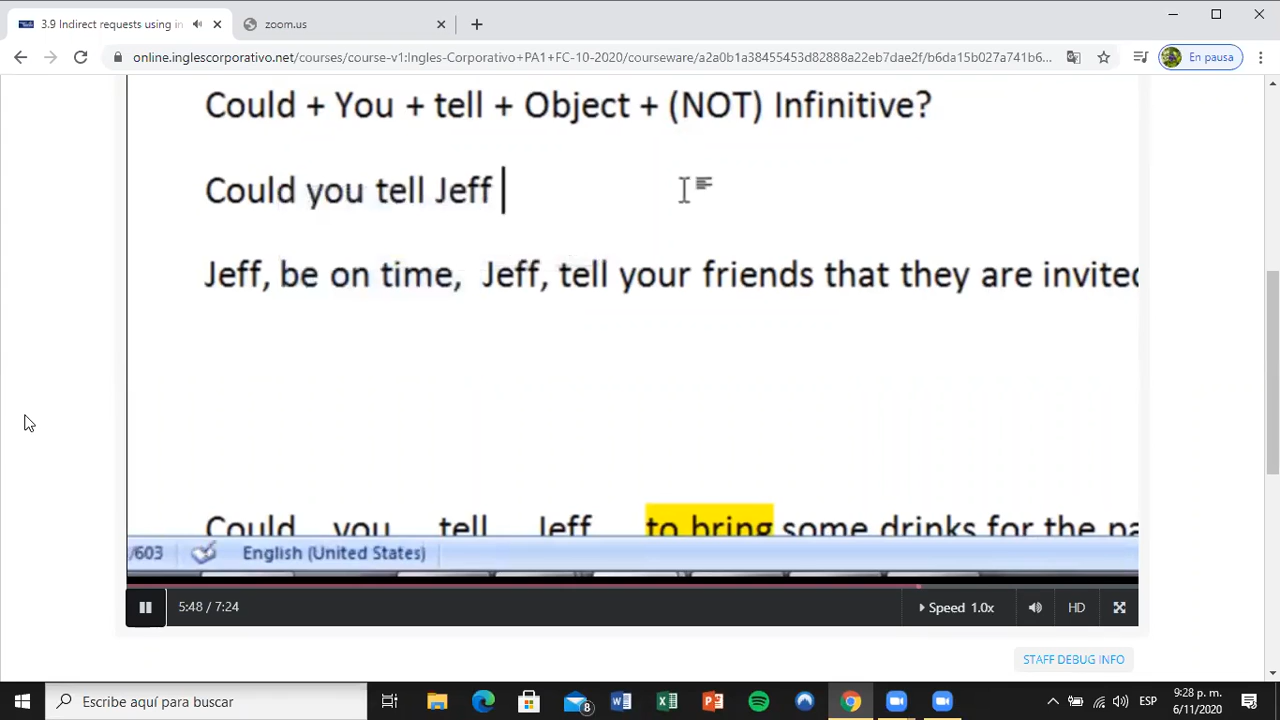 3.9 Indirect requests using in
zoom.us
online.inglescorporativo.net/courses/course-v1:Ingles-Corporativo+PA1+FC-10-2020/courseware/a2a0b1a38455453d82888a22eb7dae2f/b6da15b027a741b6...
En pausa
Could + You + tell + Object + (NOT) Infinitive?
Could you tell Jeff
Jeff, be on time, Jeff, tell your friends that they are invited
Could you tell Jeff to bring some drinks for the pa
/603 English (United States)
5:48 / 7:24 Speed 1.0x HD
STAFF DEBUG INFO
Escribe aquí para buscar
8
ESP
9:28 p. m.
6/11/2020